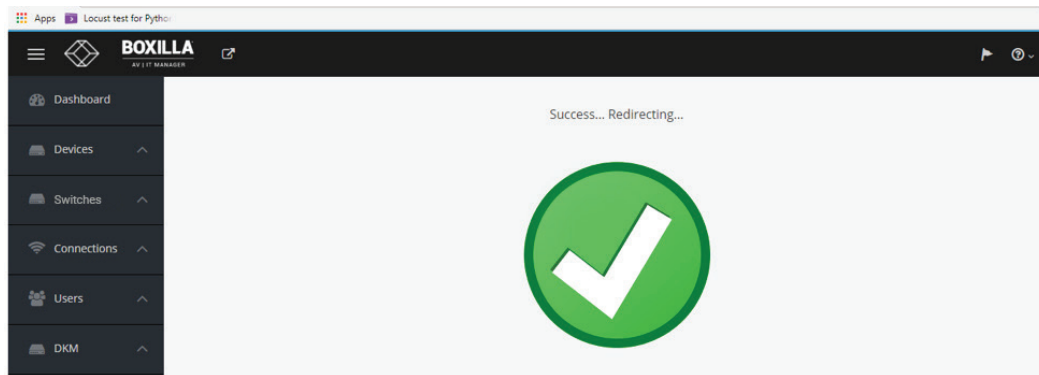 Apps Locust test for Pytho
BOXILLA
AV | IT MANAGER
Dashboard
Success... Redirecting...
Devices
Switches
Connections
Users
DKM